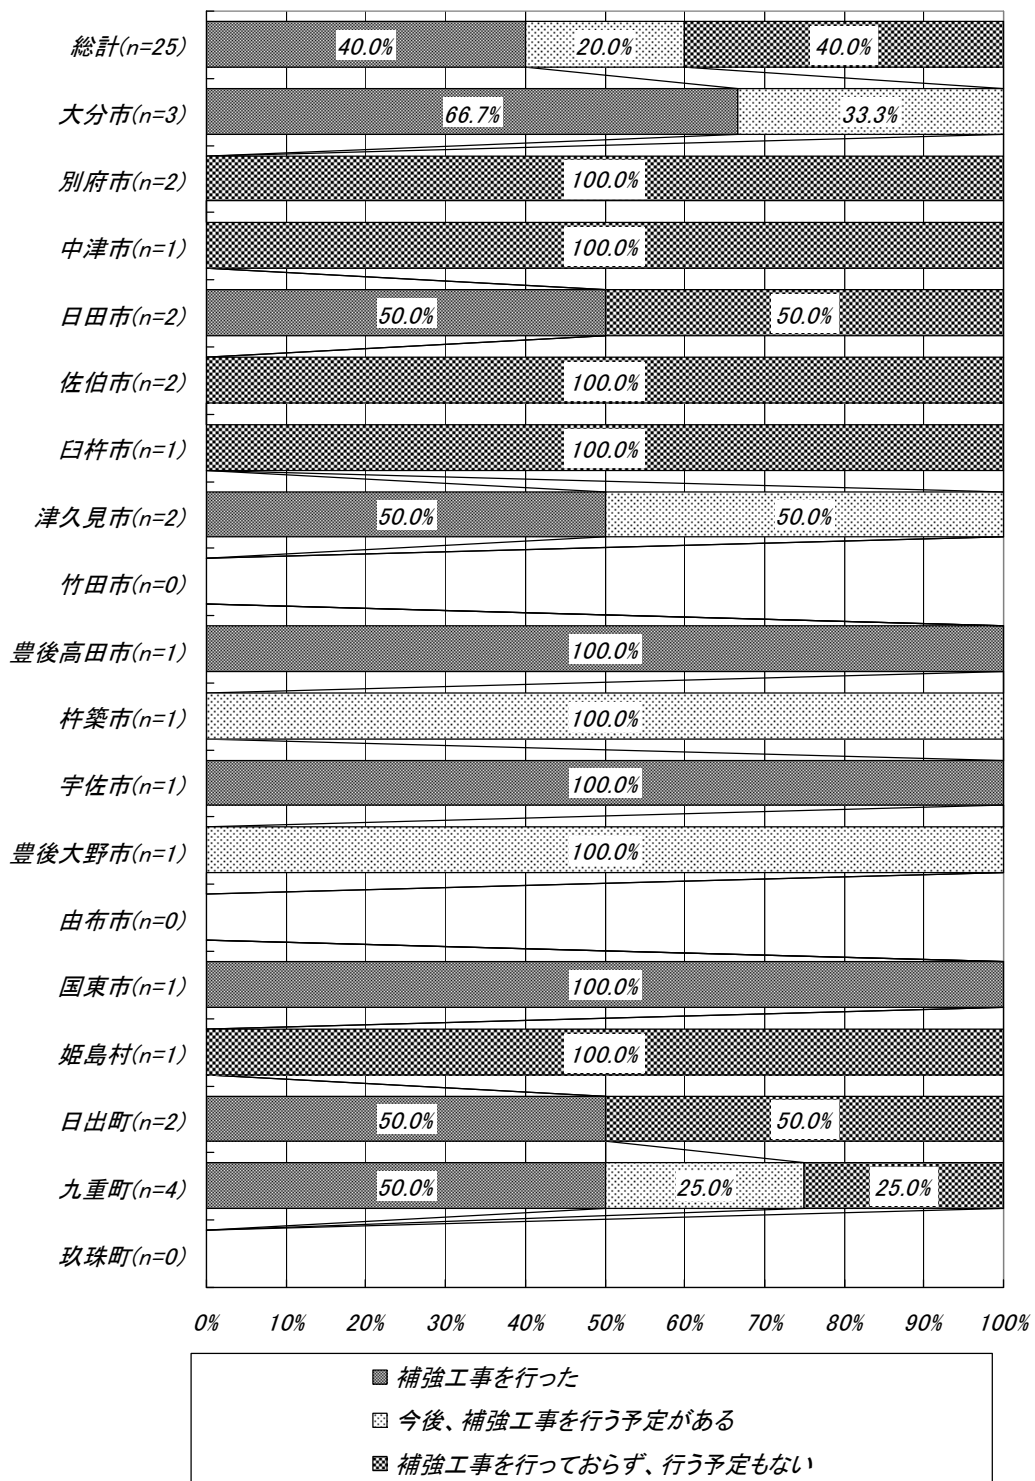 総計(n=25) 40.0% 20.0% 40.0%
大分市(n=3) 66.7% 33.3%
別府市(n=2) 100.0%
中津市(n=1) 100.0%
日田市(n=2) 50.0% 50.0%
佐伯市(n=2) 100.0%
臼杵市(n=1) 100.0%
津久見市(n=2) 50.0% 50.0%
竹田市(n=0)
豊後高田市(n=1) 100.0%
杵築市(n=1) 100.0%
宇佐市(n=1) 100.0%
豊後大野市(n=1) 100.0%
由布市(n=0)
国東市(n=1) 100.0%
姫島村(n=1) 100.0%
日出町(n=2) 50.0% 50.0%
九重町(n=4) 50.0% 25.0% 25.0%
玖珠町(n=0)
0% 10% 20% 30% 40% 50% 60% 70% 80% 90% 100%
補強工事を行った
今後、補強工事を行う予定がある
補強工事を行っておらず、行う予定もない